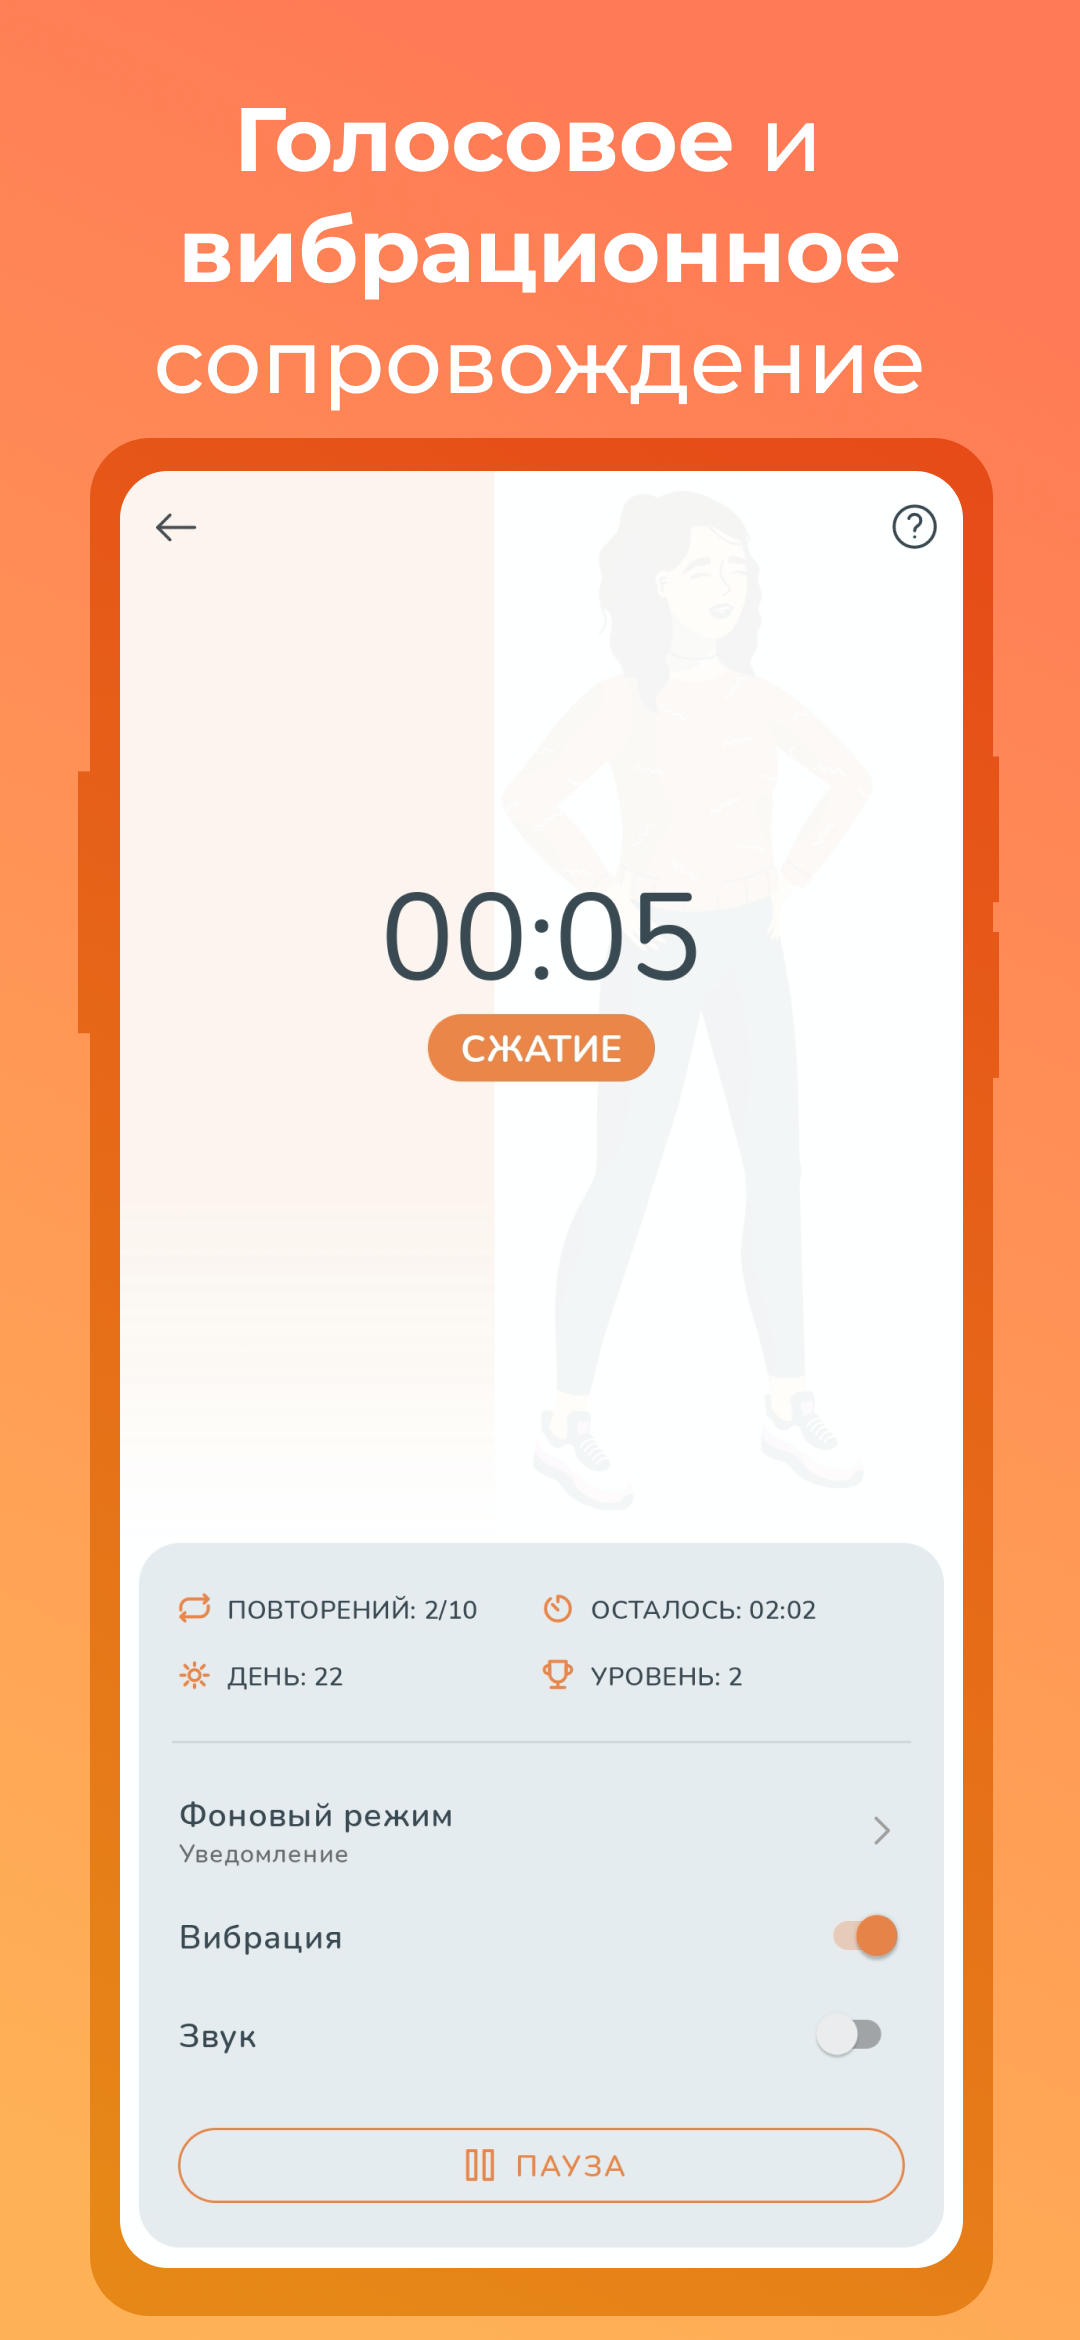 Голосовое и
вибрационное
сопровождение
00:05
СЖАТИЕ
ПОВТОРЕНИЙ: 2/10
ОСТАЛОСЬ: 02:02
ДЕНЬ: 22
УРОВЕНЬ: 2
Фоновый режим
Уведомление
Вибрация
Звук
ПАУЗА